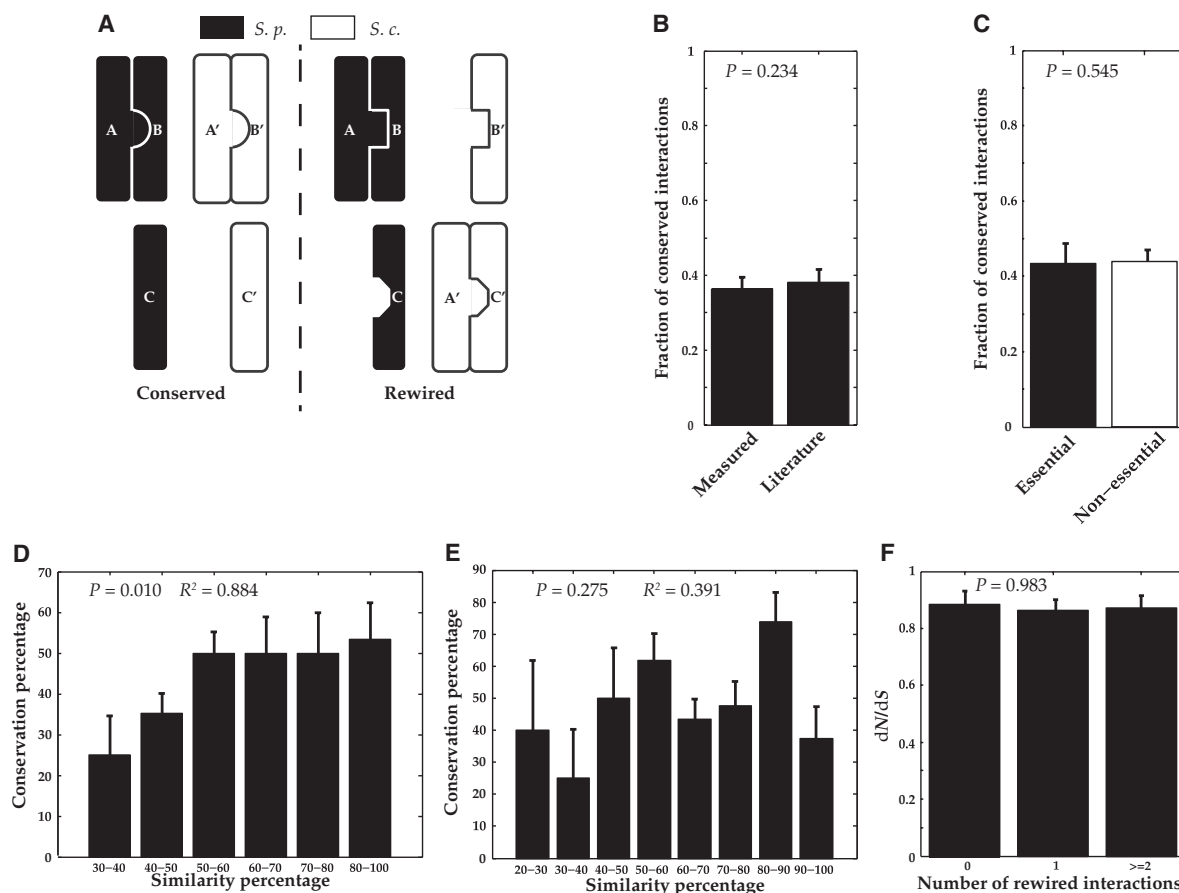 A
S. p.
S. c.
A
B
A′
B′
A
B
B′
C
C′
C
A′
C′
Conserved
Rewired
B
P = 0.234
Fraction of conserved interactions
1
0.8
0.6
0.4
0.2
0
Measured
Literature
C
P = 0.545
Fraction of conserved interactions
1
0.8
0.6
0.4
0.2
0
Essential
Non–essential
D
P = 0.010 R² = 0.884
Conservation percentage
70
60
50
40
30
20
10
0
30–40 40–50 50–60 60–70 70–80 80–100
Similarity percentage
E
P = 0.275 R² = 0.391
Conservation percentage
90
80
70
60
50
40
30
20
10
0
20–30 30–40 40–50 50–60 60–70 70–80 80–90 90–100
Similarity percentage
F
P = 0.983
dN/dS
1
0.8
0.6
0.4
0.2
0
0 1 >=2
Number of rewired interactions